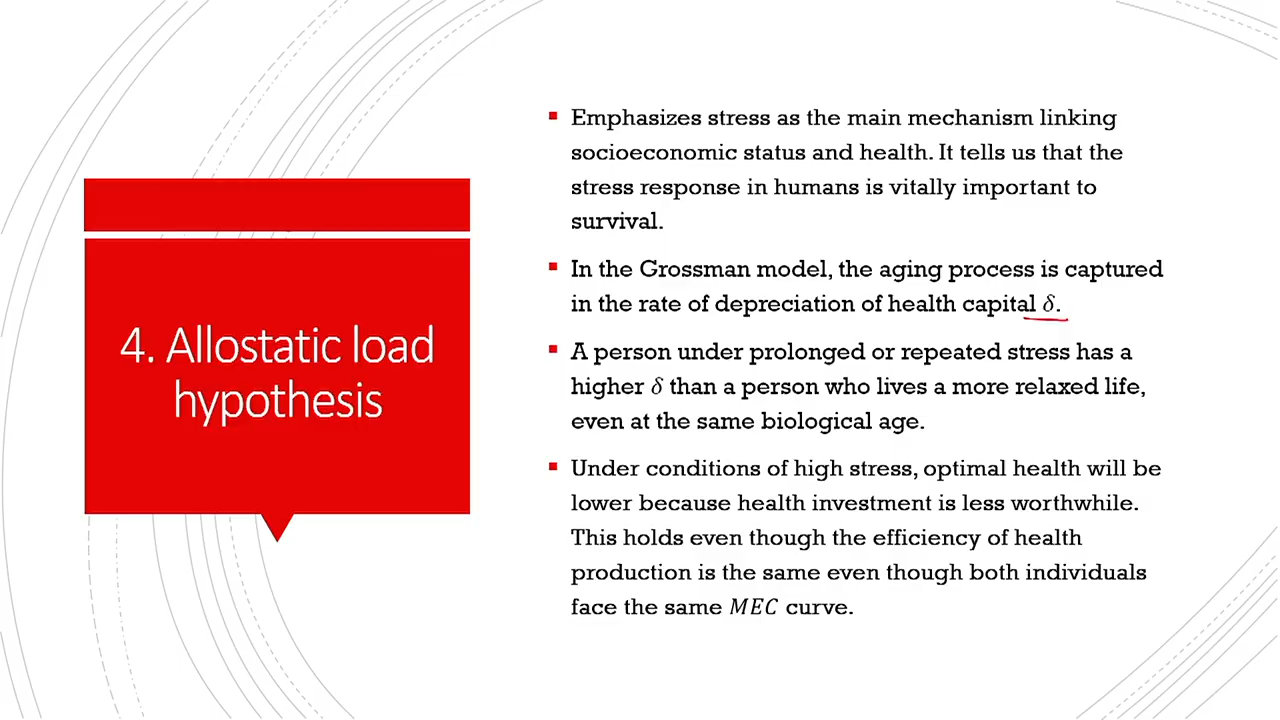 4. Allostatic load
hypothesis
Emphasizes stress as the main mechanism linking
socioeconomic status and health. It tells us that the
stress response in humans is vitally important to
survival.
In the Grossman model, the aging process is captured
in the rate of depreciation of health capital 𝛿.
A person under prolonged or repeated stress has a
higher 𝛿 than a person who lives a more relaxed life,
even at the same biological age.
Under conditions of high stress, optimal health will be
lower because health investment is less worthwhile.
This holds even though the efficiency of health
production is the same even though both individuals
face the same 𝑀𝐸𝐶 curve.